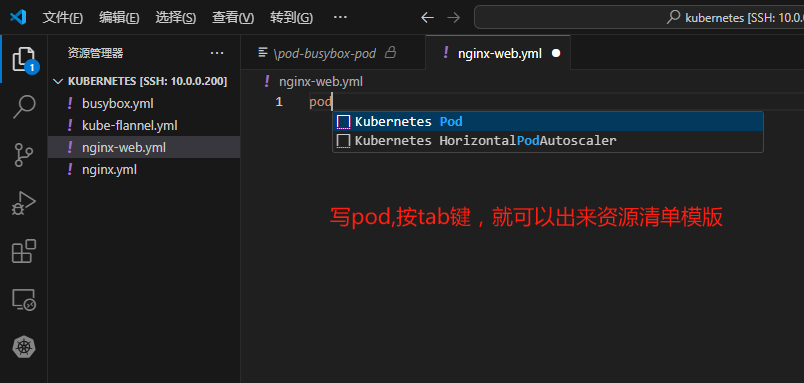 文件(F) 编辑(E) 选择(S) 查看(V) 转到(G) ··· kubernetes [SSH: 10.0.0
资源管理器 ···
\pod-busybox-pod
nginx-web.yml
KUBERNETES [SSH: 10.0.0.200]
busybox.yml
kube-flannel.yml
nginx-web.yml
nginx.yml
nginx-web.yml
1 pod
Kubernetes Pod
Kubernetes HorizontalPodAutoscaler
写pod,按tab键，就可以出来资源清单模版
1